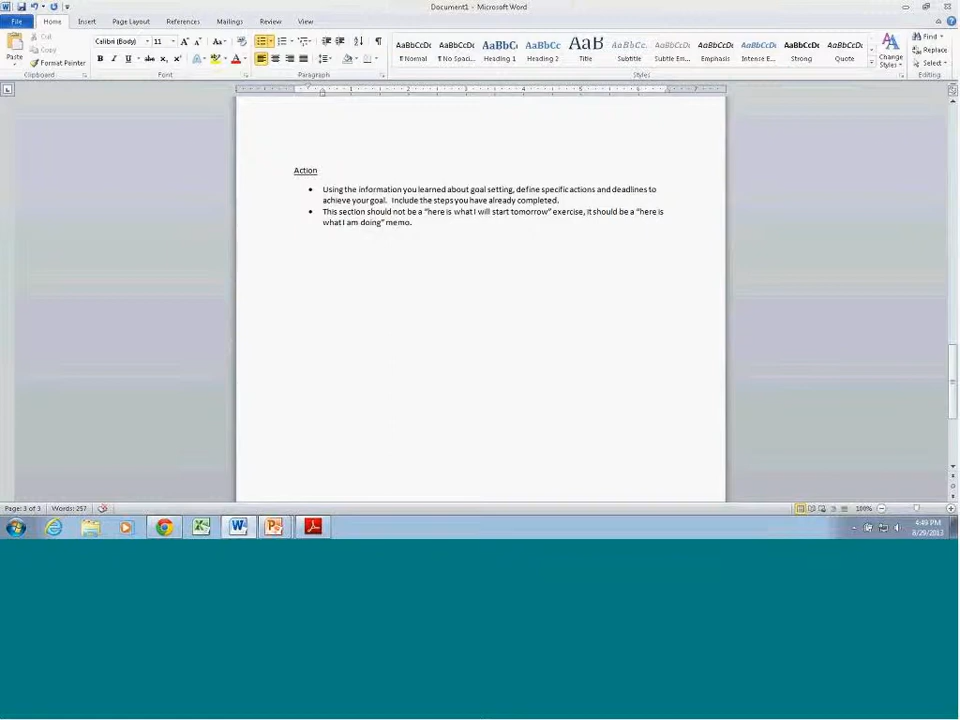 Document1 - Microsoft Word
File Home Insert Page Layout References Mailings Review View
Cut
Copy
Paste Format Painter
Clipboard
Calibri (Body) 11
Font
Paragraph
AaBbCcDc AaBbCcDc AaBbC AaBbCc AaB AaBbCc. AaBbCcDc AaBbCcDc AaBbCcDc AaBbCcDc AaBbCcDc
¶ Normal ¶ No Spaci... Heading 1 Heading 2 Title Subtitle Subtle Em... Emphasis Intense E... Strong Quote
Styles
Change Styles
Find
Replace
Select
Editing
Action
• Using the information you learned about goal setting, define specific actions and deadlines to
achieve your goal. Include the steps you have already completed.
• This section should not be a "here is what I will start tomorrow" exercise, it should be a "here is
what I am doing" memo.
Page: 3 of 3 Words: 257
100%
4:49 PM
8/29/2013